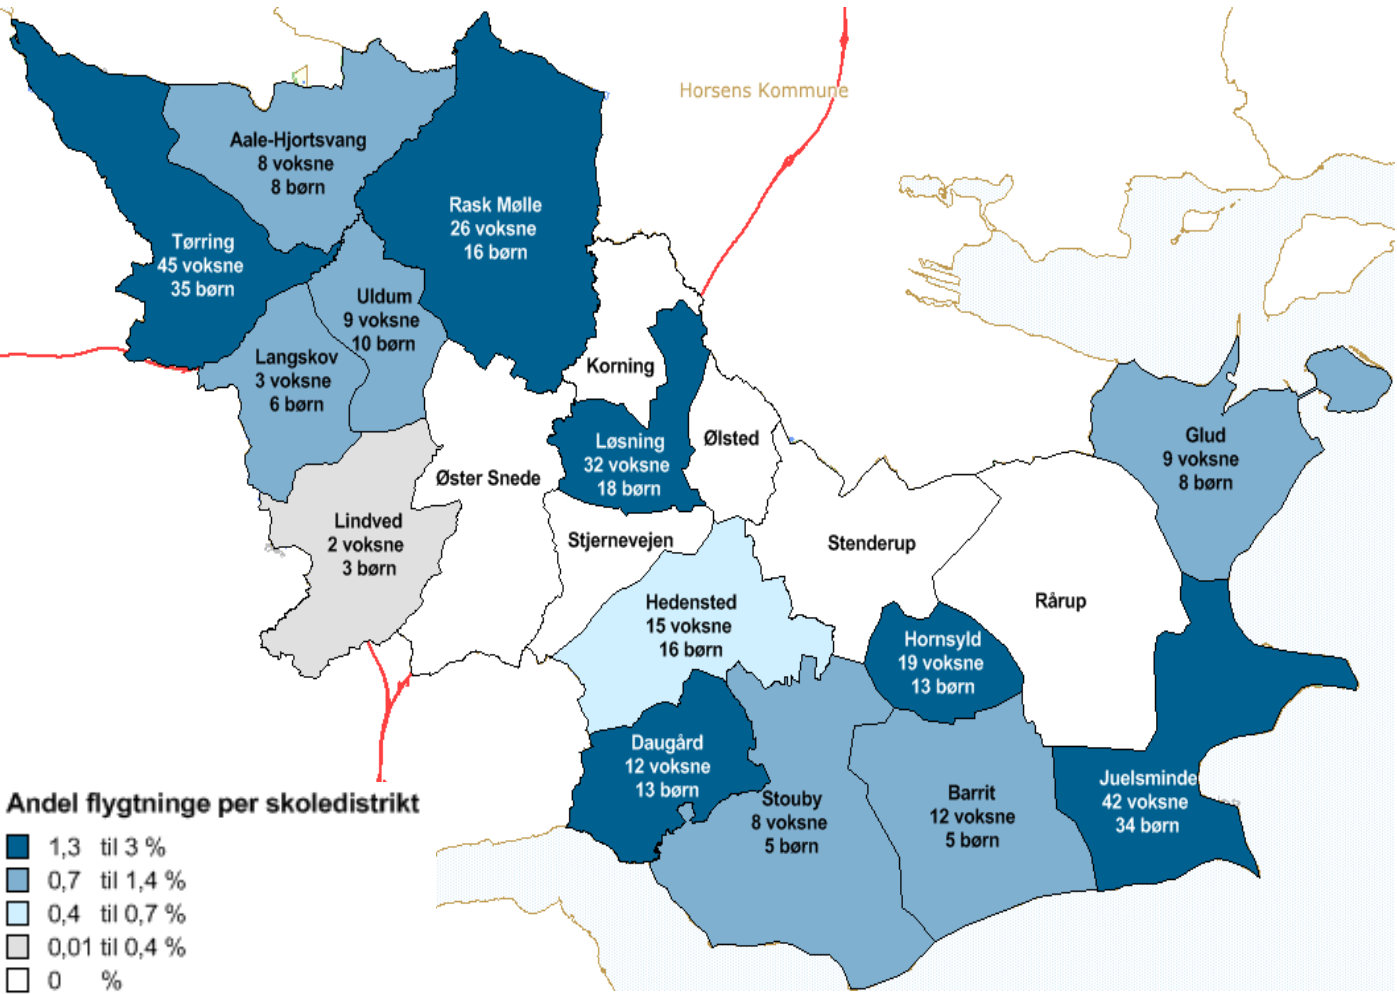 Horsens Kommune
Aale-Hjortsvang
8 voksne
8 børn
Rask Mølle
26 voksne
16 børn
Tørring
45 voksne
35 børn
Uldum
9 voksne
10 børn
Langskov
3 voksne
6 børn
Korning
Løsning
32 voksne
18 børn
Ølsted
Glud
9 voksne
8 børn
Øster Snede
Lindved
2 voksne
3 børn
Stjernevejen
Stenderup
Hedensted
15 voksne
16 børn
Rårup
Hornsyld
19 voksne
13 børn
Daugård
12 voksne
13 børn
Stouby
8 voksne
5 børn
Barrit
12 voksne
5 børn
Juelsminde
42 voksne
34 børn
Andel flygtninge per skoledistrikt
1,3 til 3 %
0,7 til 1,4 %
0,4 til 0,7 %
0,01 til 0,4 %
0 %